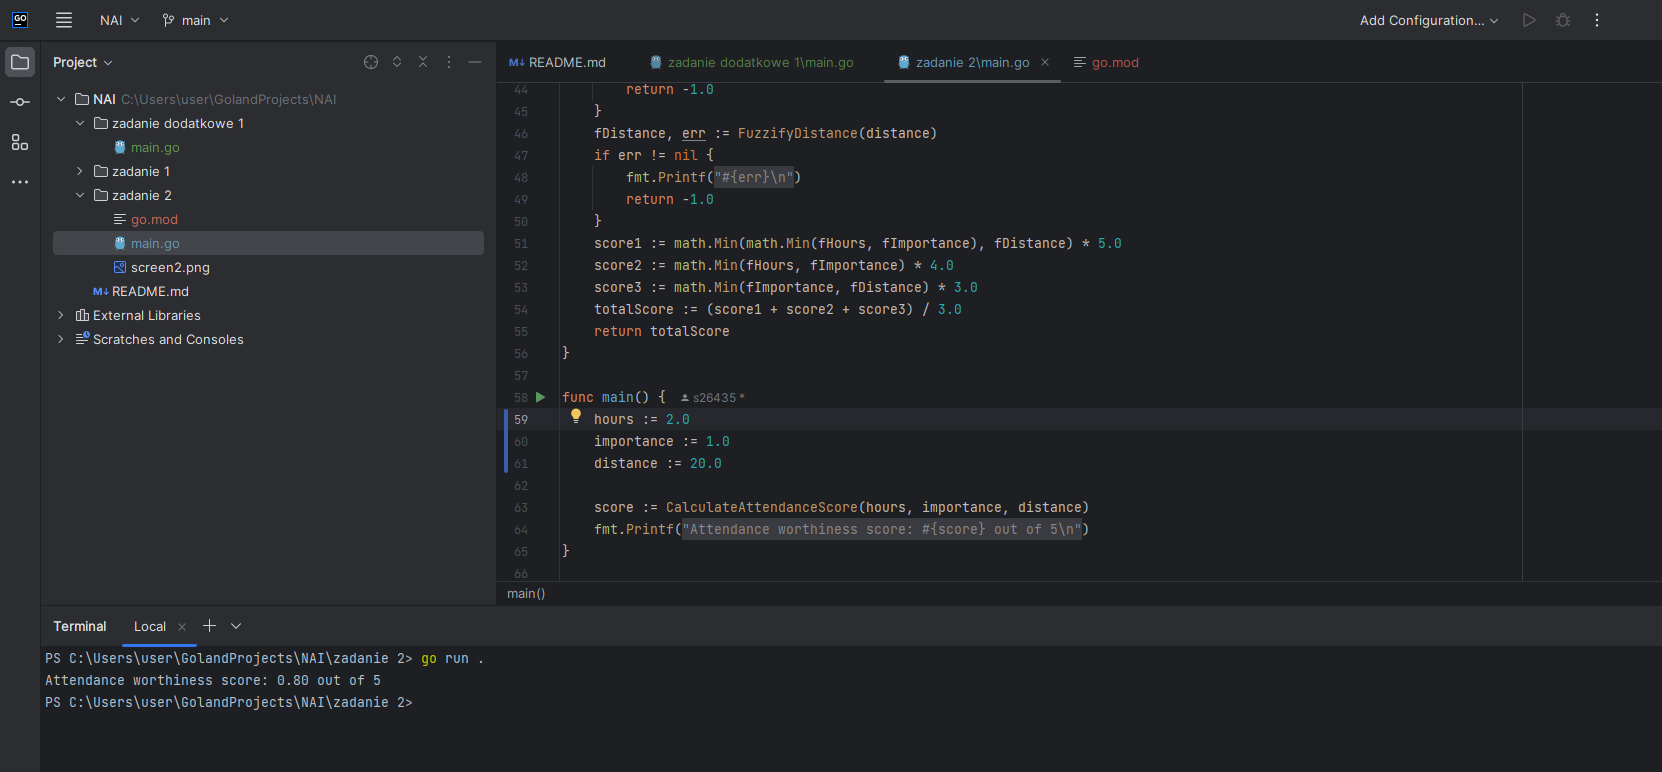 GO
NAI
main
Add Configuration...
Project
README.md
zadanie dodatkowe 1\main.go
zadanie 2\main.go
go.mod
NAI C:\Users\user\GolandProjects\NAI
zadanie dodatkowe 1
main.go
zadanie 1
zadanie 2
go.mod
main.go
screen2.png
README.md
External Libraries
Scratches and Consoles
44 return -1.0
45 }
46 fDistance, err := FuzzifyDistance(distance)
47 if err != nil {
48 fmt.Printf("#{err}\n")
49 return -1.0
50 }
51 score1 := math.Min(math.Min(fHours, fImportance), fDistance) * 5.0
52 score2 := math.Min(fHours, fImportance) * 4.0
53 score3 := math.Min(fImportance, fDistance) * 3.0
54 totalScore := (score1 + score2 + score3) / 3.0
55 return totalScore
56 }
57
58 func main() { s26435 *
59 hours := 2.0
60 importance := 1.0
61 distance := 20.0
62
63 score := CalculateAttendanceScore(hours, importance, distance)
64 fmt.Printf("Attendance worthiness score: #{score} out of 5\n")
65 }
66
main()
Terminal
Local
PS C:\Users\user\GolandProjects\NAI\zadanie 2> go run .
Attendance worthiness score: 0.80 out of 5
PS C:\Users\user\GolandProjects\NAI\zadanie 2>